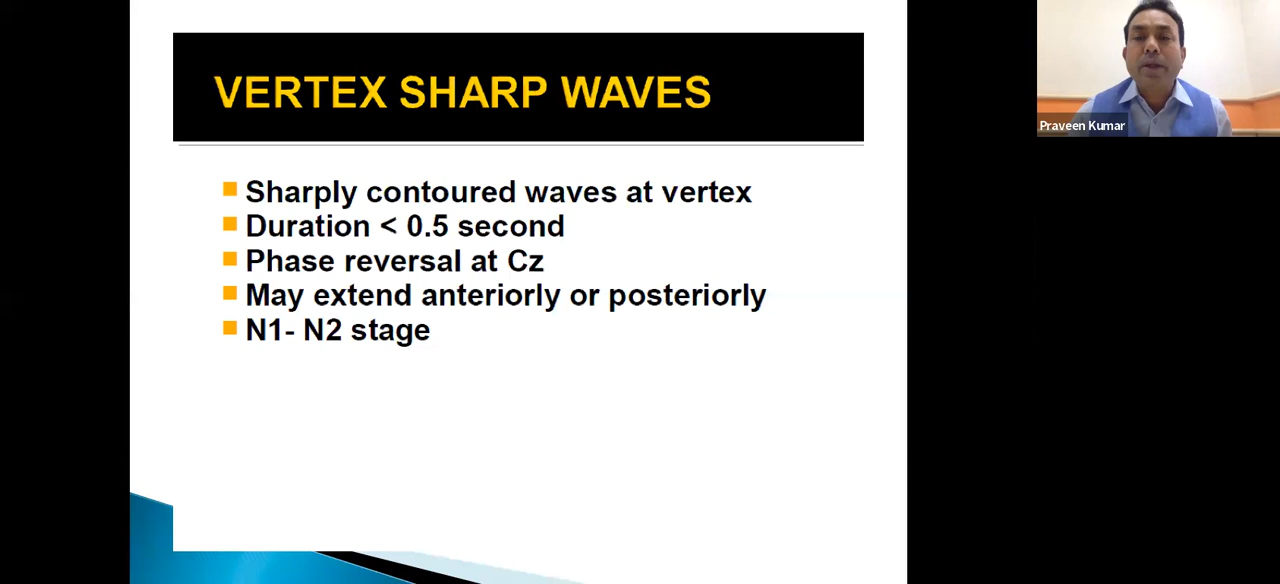 VERTEX SHARP WAVES
Praveen Kumar
Sharply contoured waves at vertex
Duration < 0.5 second
Phase reversal at Cz
May extend anteriorly or posteriorly
N1- N2 stage